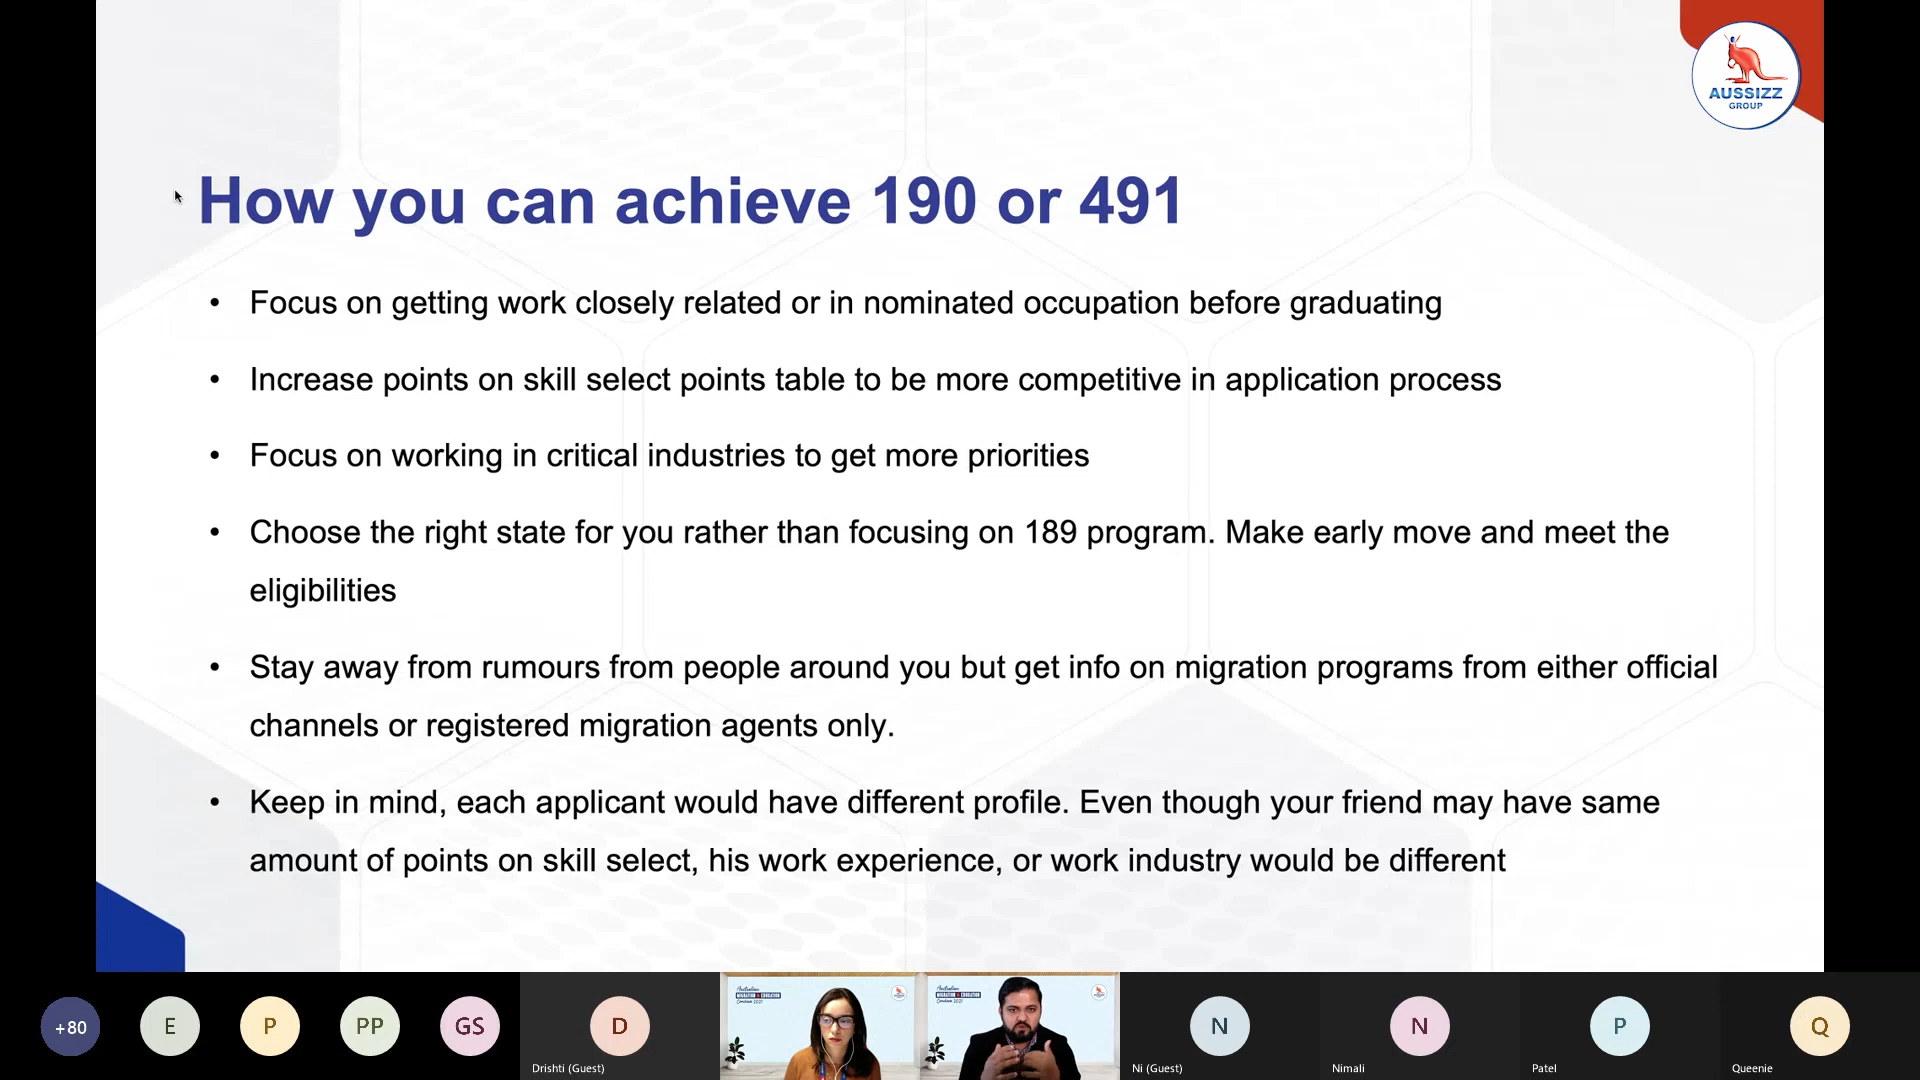 AUSSIZZ
GROUP
How you can achieve 190 or 491
• Focus on getting work closely related or in nominated occupation before graduating
• Increase points on skill select points table to be more competitive in application process
• Focus on working in critical industries to get more priorities
• Choose the right state for you rather than focusing on 189 program. Make early move and meet the
eligibilities
• Stay away from rumours from people around you but get info on migration programs from either official
channels or registered migration agents only.
• Keep in mind, each applicant would have different profile. Even though your friend may have same
amount of points on skill select, his work experience, or work industry would be different
+80
E
P
PP
GS
D
Drishti (Guest)
N
Ni (Guest)
N
Nimali
P
Patel
Q
Queenie